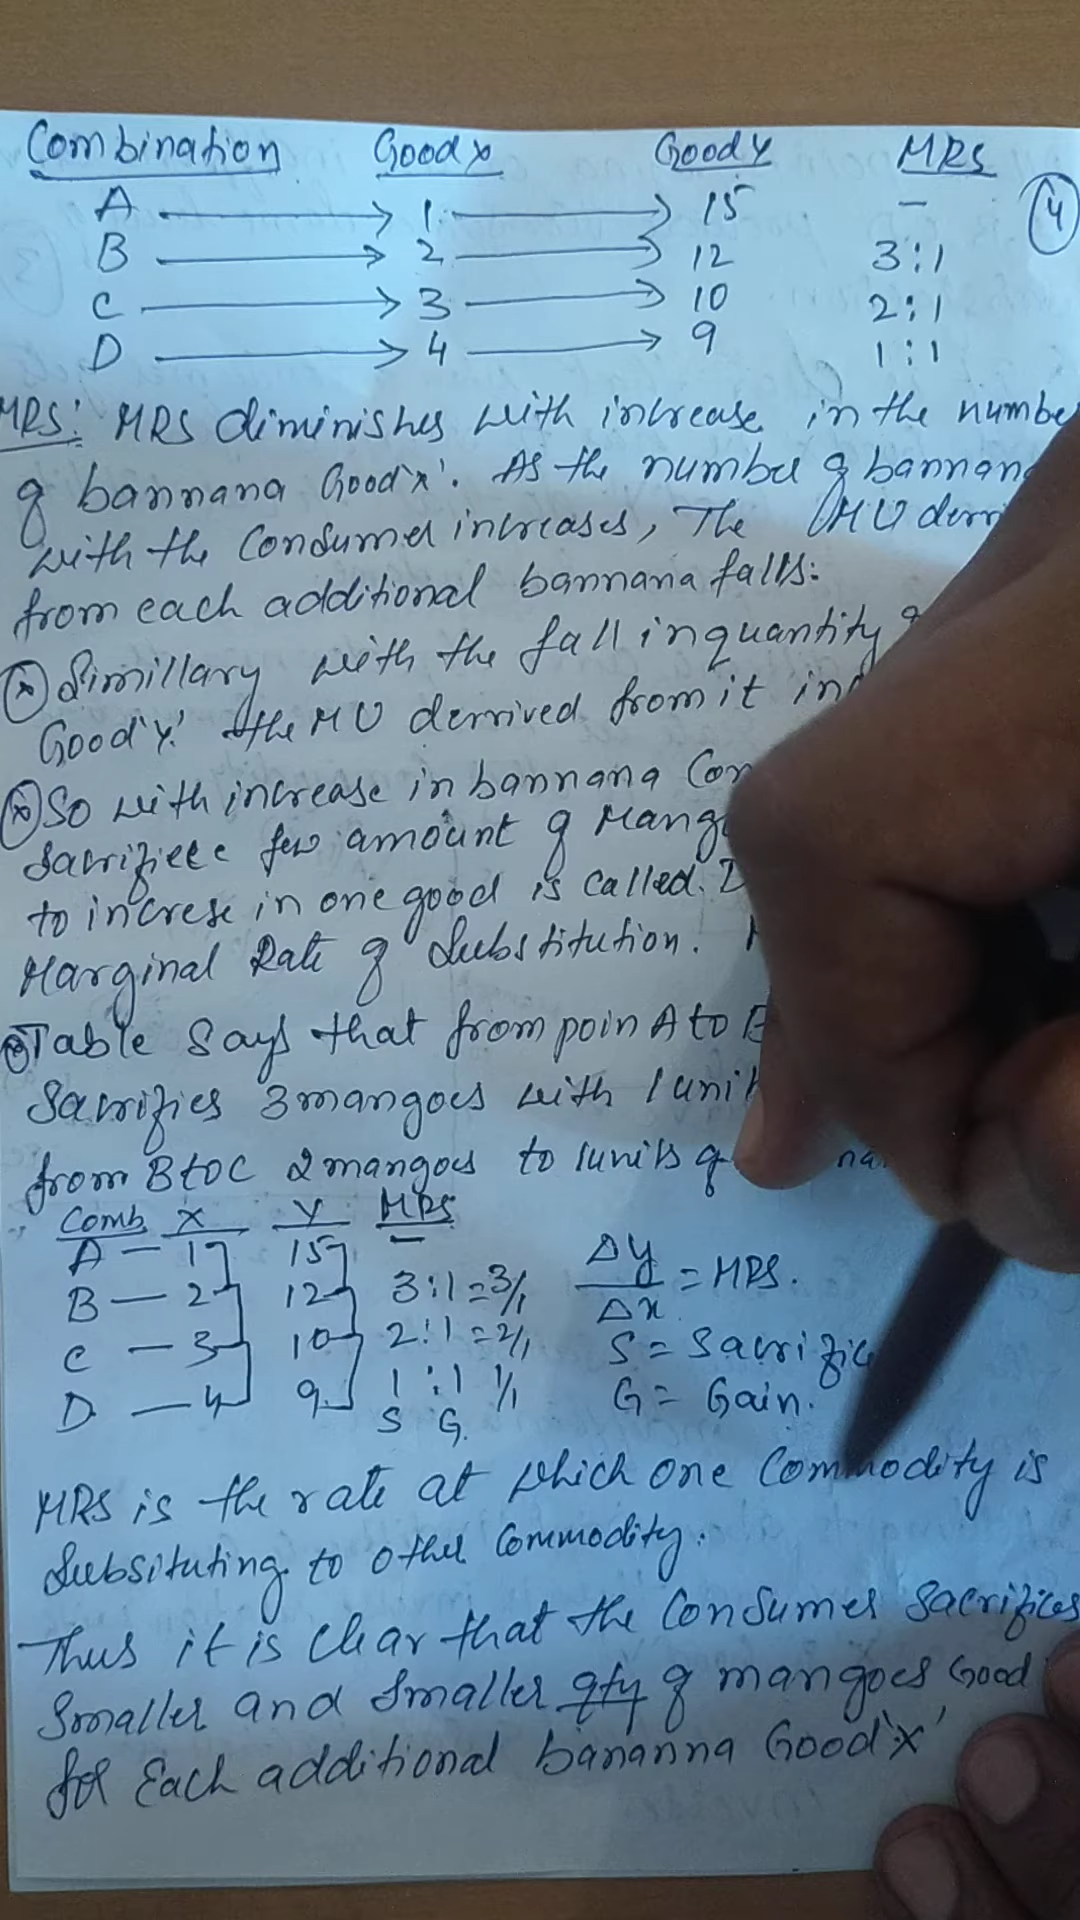 Combination Good x Good Y MRS
A 1 15 –
B 2 12 3:1
C 3 10 2:1
D 4 9 1:1
4
MRS: MRS diminishes with increase in the numbe
of bannana Good 'x'. As the number of bannan
with the Consumer increases, The MU derri
from each additional bannana falls:
Simillary with the fall in quantity
Good 'Y' the MU derrived from it inc
So with increase in bannana Con
Sacrifiece few amount of Mang
to increse in one good is called. D
Marginal Rate of Substitution.
Table Says that from poin A to B
Sacrifies 3 mangoes with 1 unit
from B to C 2 mangoes to 1 units of
Comb X Y MRS
A – 1 15 –
B – 2 12 3:1 = 3/1
C – 3 10 2:1 = 2/1
D. – 4 9 1:1 1/1
S G.
Δy/Δx = MRS.
S = Sacrifice
G = Gain.
MRS is the rate at which one Commodity is
Subsituting to other Commodity.
Thus it is clear that the Consumer Sacrifices
Smaller and Smaller qty of mangoes Good
for Each additional bananna Good 'x'